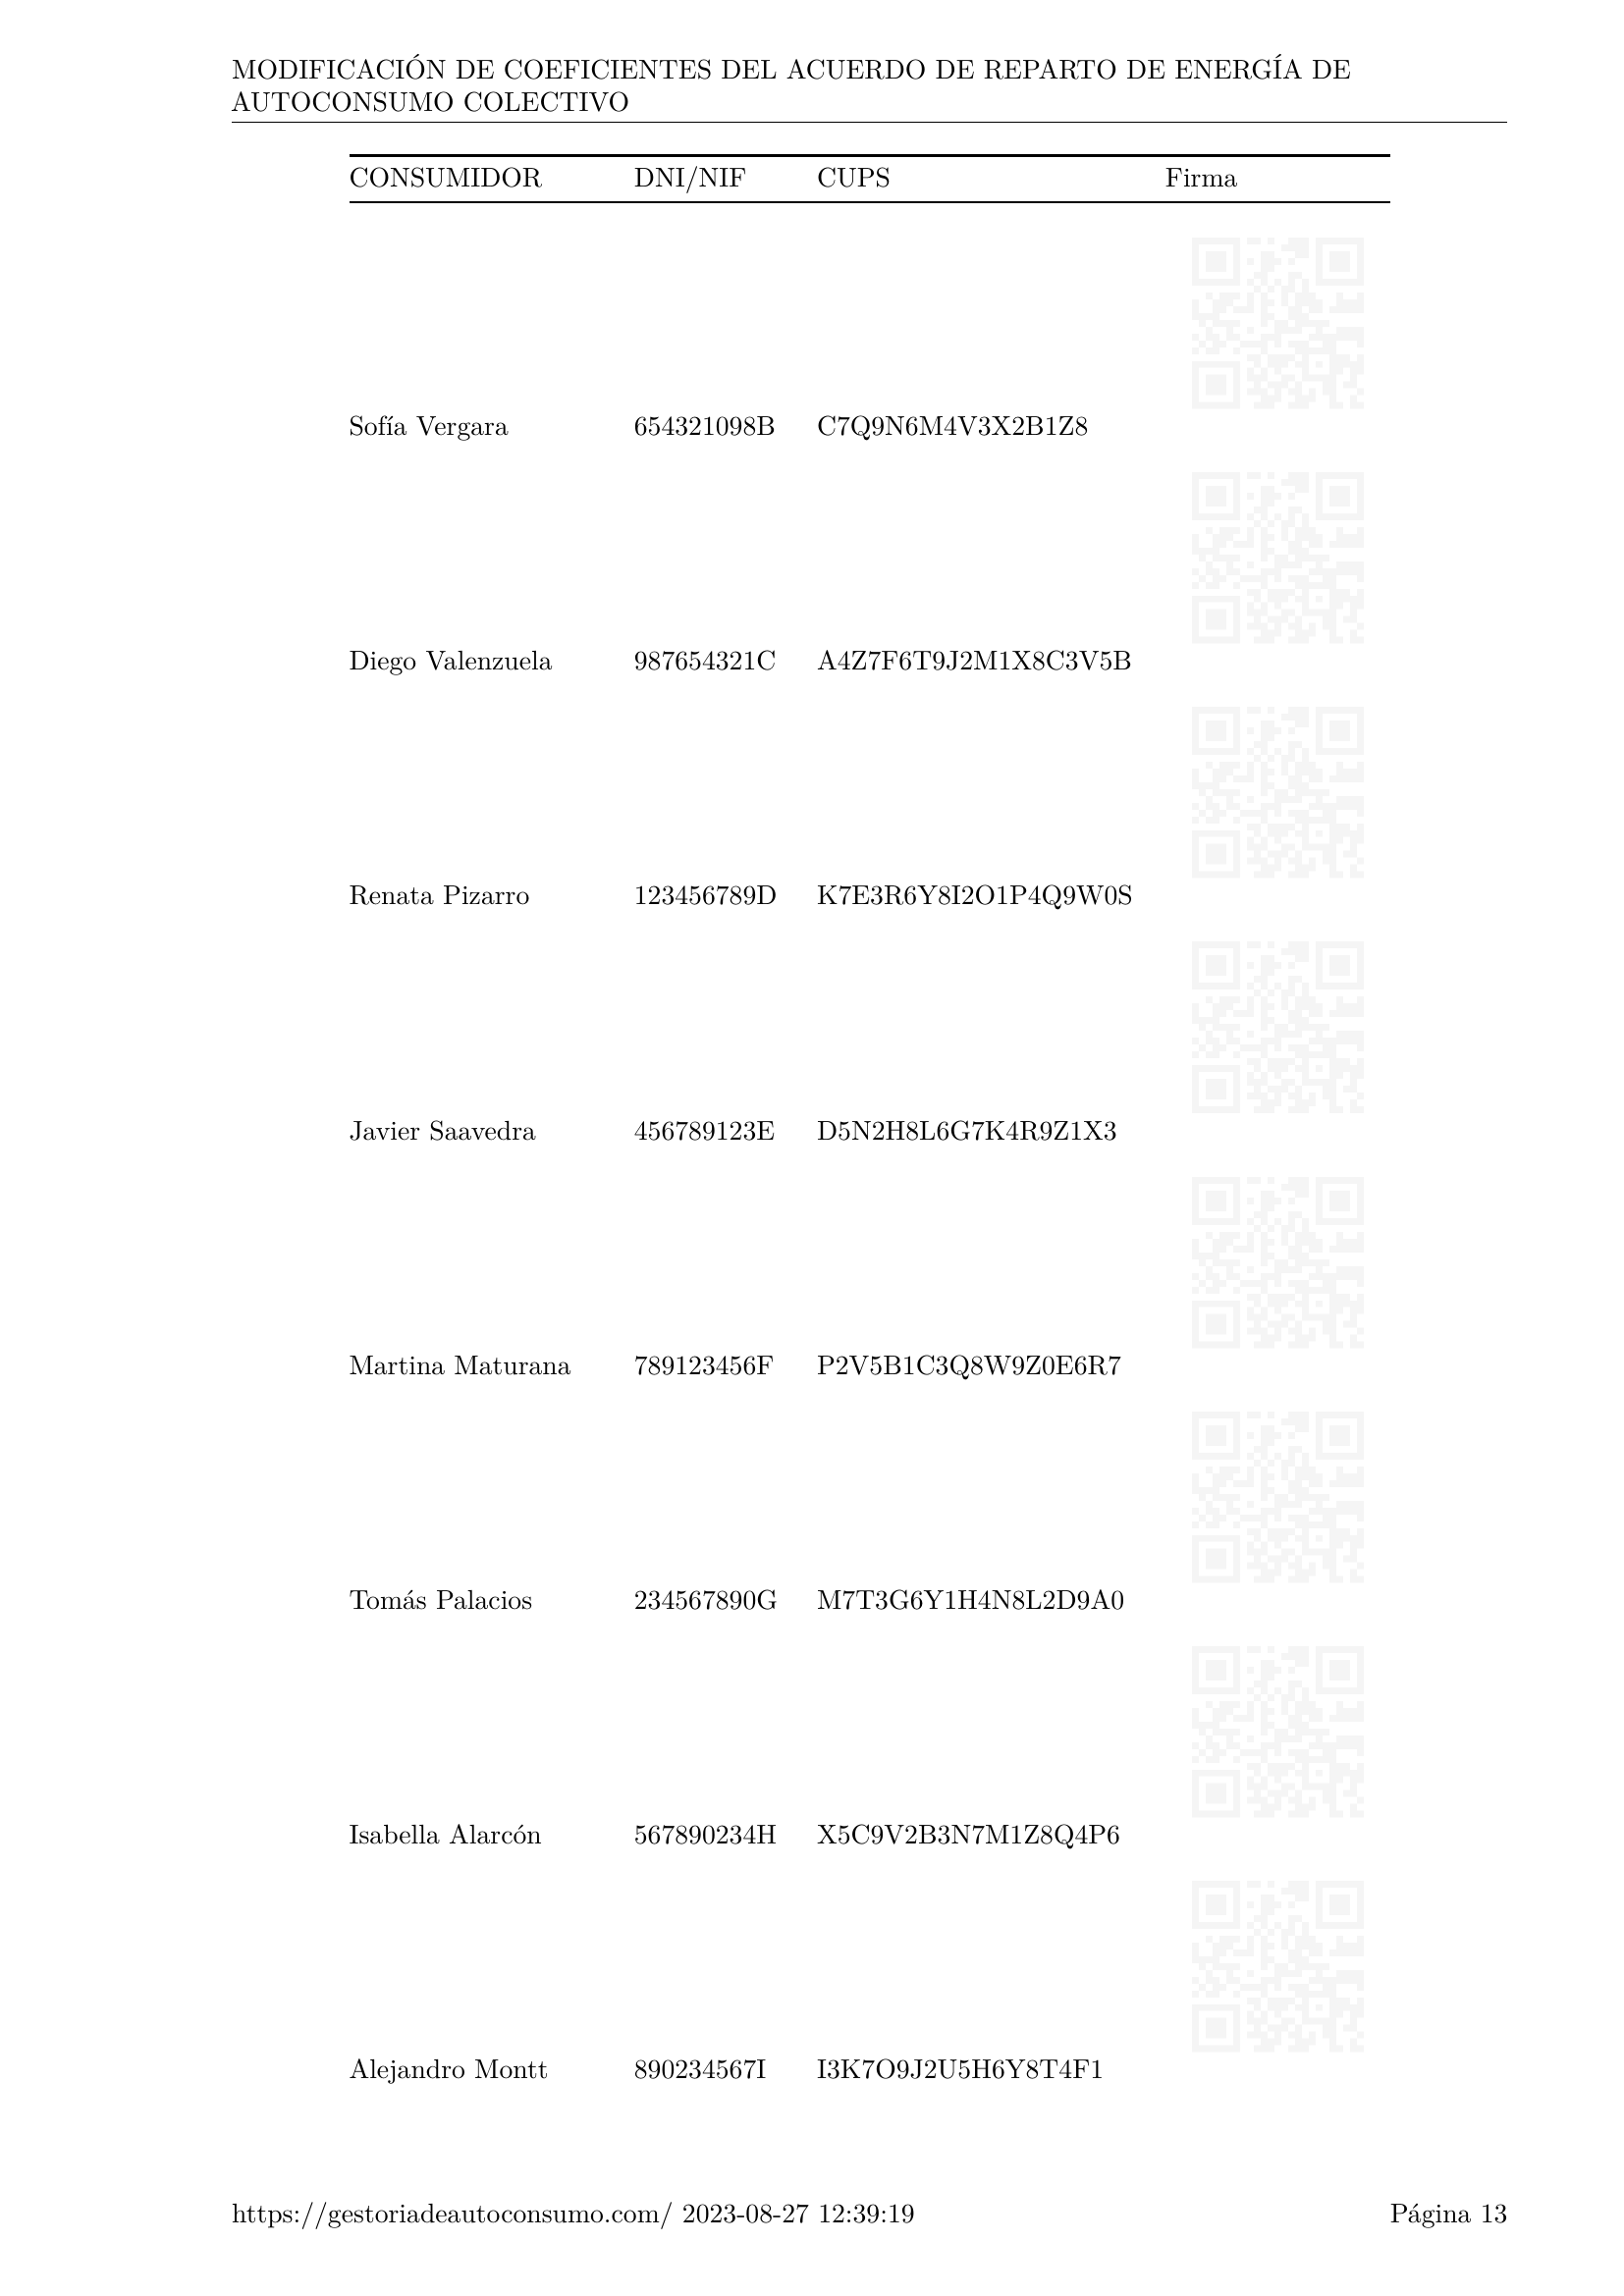 MODIFICACIÓN DE COEFICIENTES DEL ACUERDO DE REPARTO DE ENERGÍA DE
AUTOCONSUMO COLECTIVO
CONSUMIDOR DNI/NIF CUPS Firma
Sofía Vergara 654321098B C7Q9N6M4V3X2B1Z8
Diego Valenzuela 987654321C A4Z7F6T9J2M1X8C3V5B
Renata Pizarro 123456789D K7E3R6Y8I2O1P4Q9W0S
Javier Saavedra 456789123E D5N2H8L6G7K4R9Z1X3
Martina Maturana 789123456F P2V5B1C3Q8W9Z0E6R7
Tomás Palacios 234567890G M7T3G6Y1H4N8L2D9A0
Isabella Alarcón 567890234H X5C9V2B3N7M1Z8Q4P6
Alejandro Montt 890234567I I3K7O9J2U5H6Y8T4F1
https://gestoriadeautoconsumo.com/ 2023-08-27 12:39:19 Página 13